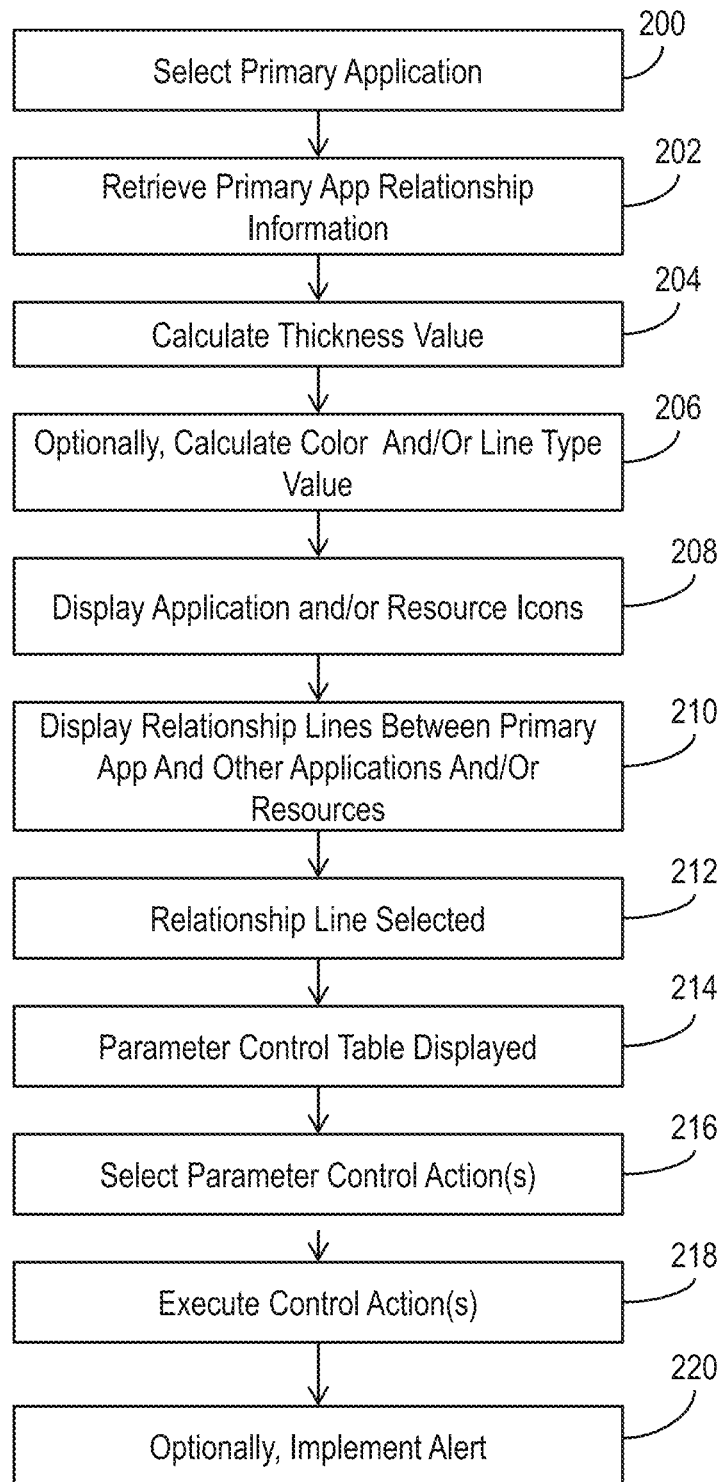 200
Select Primary Application
202
Retrieve Primary App Relationship
Information
204
Calculate Thickness Value
206
Optionally, Calculate Color And/Or Line Type
Value
208
Display Application and/or Resource Icons
210
Display Relationship Lines Between Primary
App And Other Applications And/Or
Resources
212
Relationship Line Selected
214
Parameter Control Table Displayed
216
Select Parameter Control Action(s)
218
Execute Control Action(s)
220
Optionally, Implement Alert